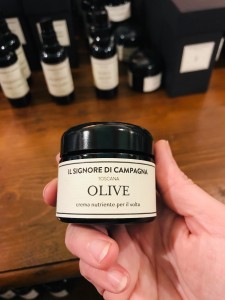 IL SIGNORE DI CAMPAGNA
TOSCANA
OLIVE
crema nutriente per il volto